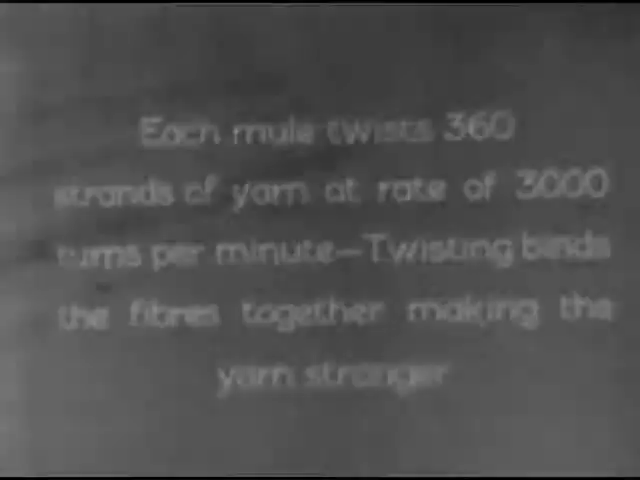 Each mule twists 360
strands of yarn at rate of 3000
turns per minute—Twisting binds
the fibres together making the
yarn stronger